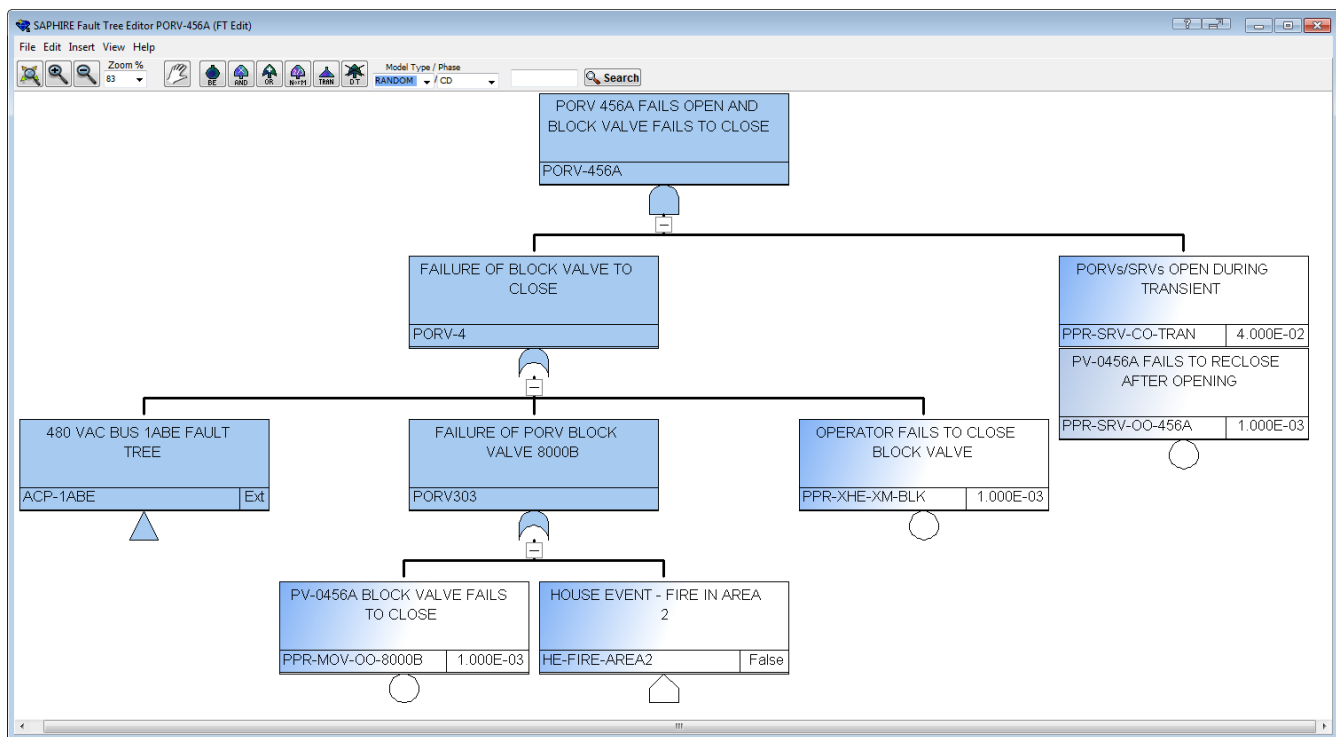 SAPHIRE Fault Tree Editor PORV-456A (FT Edit)
File Edit Insert View Help
Zoom %
83
BE
AND
OR
N/M
TRAN
DT
Model Type / Phase
RANDOM / CD
Search
PORV 456A FAILS OPEN AND
BLOCK VALVE FAILS TO CLOSE
PORV-456A
FAILURE OF BLOCK VALVE TO
CLOSE
PORV-4
PORVs/SRVs OPEN DURING
TRANSIENT
PPR-SRV-CO-TRAN 4.000E-02
PV-0456A FAILS TO RECLOSE
AFTER OPENING
PPR-SRV-OO-456A 1.000E-03
480 VAC BUS 1ABE FAULT
TREE
ACP-1ABE Ext
FAILURE OF PORV BLOCK
VALVE 8000B
PORV303
OPERATOR FAILS TO CLOSE
BLOCK VALVE
PPR-XHE-XM-BLK 1.000E-03
PV-0456A BLOCK VALVE FAILS
TO CLOSE
PPR-MOV-OO-8000B 1.000E-03
HOUSE EVENT - FIRE IN AREA
2
HE-FIRE-AREA2 False